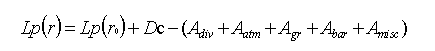 Lp(r) = Lp(r₀) + Dc − (A_div + A_atm + A_gr + A_bar + A_misc)